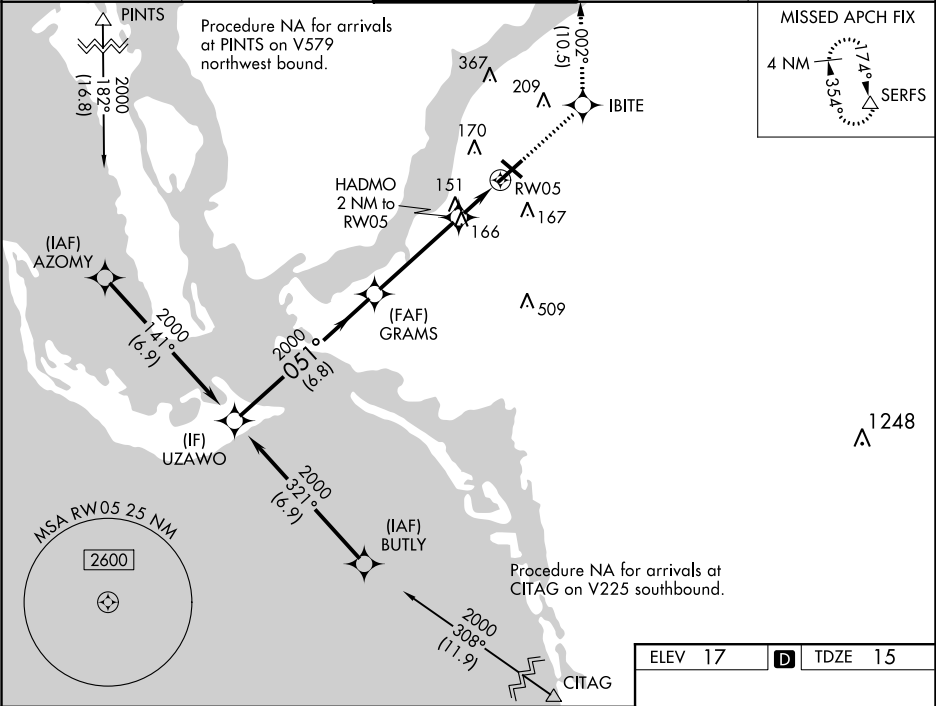 PINTS
Procedure NA for arrivals
at PINTS on V579
northwest bound.
MISSED APCH FIX
4 NM
174°
354°
SERFS
2000
182°
(16.8)
002°
(10.5)
367
209
IBITE
170
HADMO
2 NM to
RW05
151
RW05
166
167
(IAF)
AZOMY
2000
141°
(6.9)
(FAF)
GRAMS
509
2000
051°
(6.8)
1248
(IF)
UZAWO
2000
321°
(6.9)
(IAF)
BUTLY
MSA RW05 25 NM
2600
Procedure NA for arrivals at
CITAG on V225 southbound.
2000
308°
(11.9)
CITAG
ELEV 17 D TDZE 15